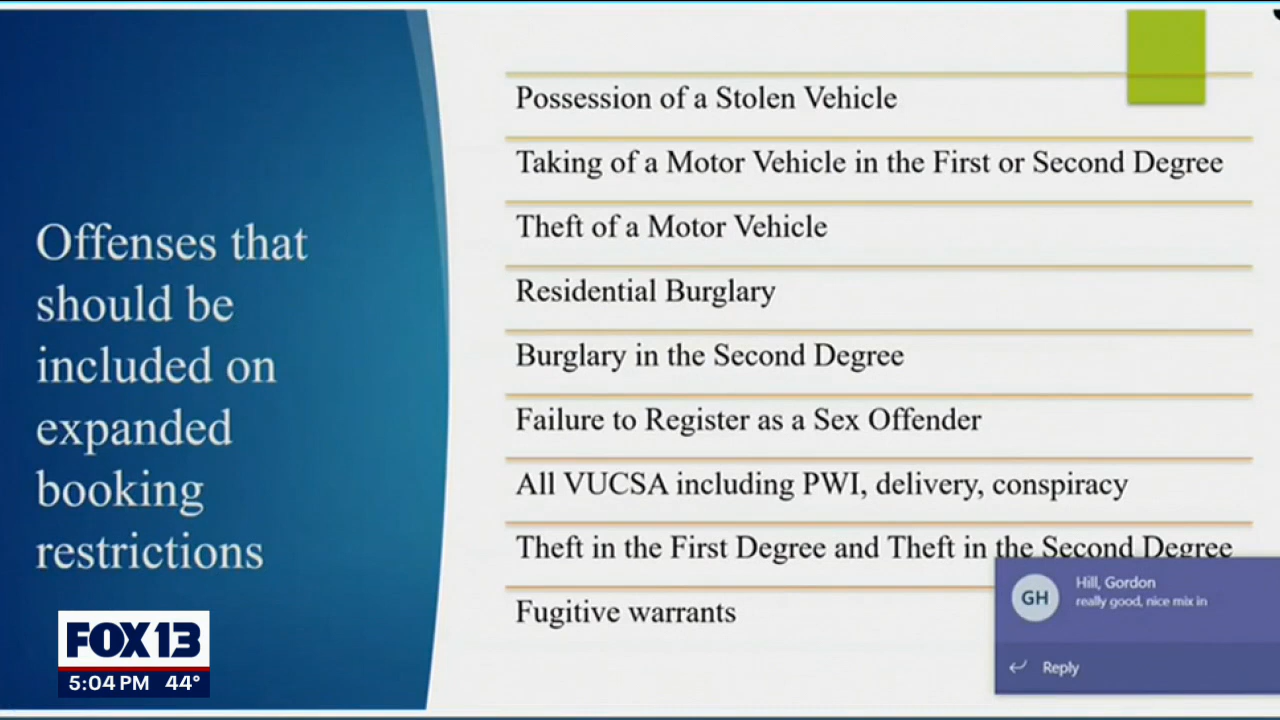 Offenses that
should be
included on
expanded
booking
restrictions
Possession of a Stolen Vehicle
Taking of a Motor Vehicle in the First or Second Degree
Theft of a Motor Vehicle
Residential Burglary
Burglary in the Second Degree
Failure to Register as a Sex Offender
All VUCSA including PWI, delivery, conspiracy
Theft in the First Degree and Theft in the Second Degree
Fugitive warrants
GH
Hill, Gordon
really good, nice mix in
Reply
FOX 13
5:04 PM 44°